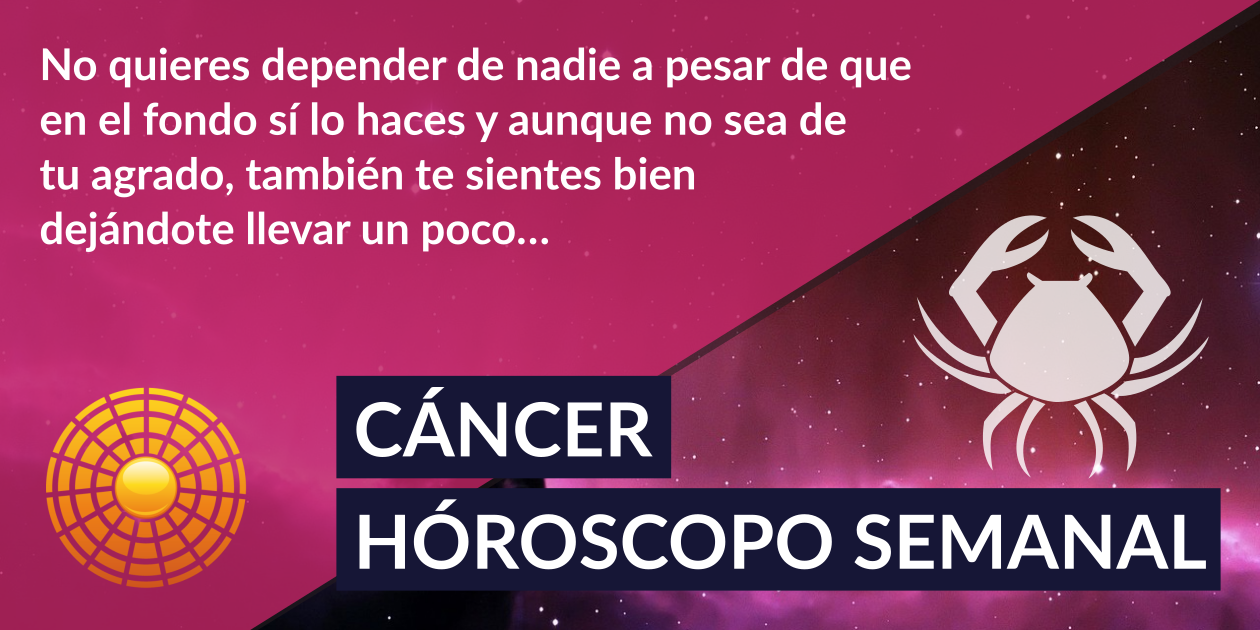 No quieres depender de nadie a pesar de que
en el fondo sí lo haces y aunque no sea de
tu agrado, también te sientes bien
dejándote llevar un poco...
CÁNCER
HÓROSCOPO SEMANAL